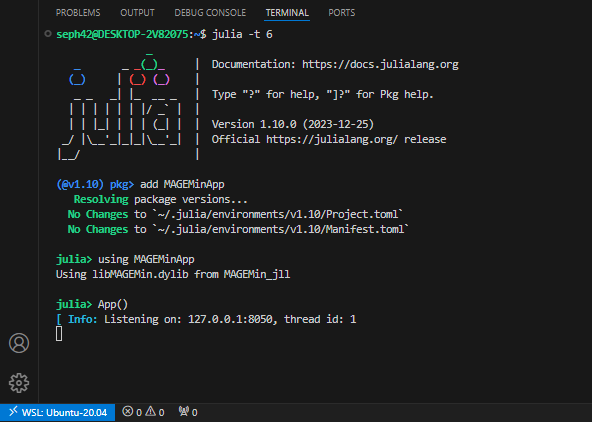 PROBLEMS OUTPUT DEBUG CONSOLE TERMINAL PORTS
seph42@DESKTOP-2V82075:~$ julia -t 6
               _
   _       _ _(_)_     |  Documentation: https://docs.julialang.org
  (_)     | (_) (_)    |
   _ _   _| |_  __ _   |  Type "?" for help, "]?" for Pkg help.
  | | | | | | |/ _` |  |
  | | |_| | | | (_| |  |  Version 1.10.0 (2023-12-25)
 _/ |\__'_|_|_|\__'_|  |  Official https://julialang.org/ release
|__/                   |
(@v1.10) pkg> add MAGEMinApp
   Resolving package versions...
  No Changes to `~/.julia/environments/v1.10/Project.toml`
  No Changes to `~/.julia/environments/v1.10/Manifest.toml`
julia> using MAGEMinApp
Using libMAGEMin.dylib from MAGEMin_jll
julia> App()
[ Info: Listening on: 127.0.0.1:8050, thread id: 1
WSL: Ubuntu-20.04 0 0 0